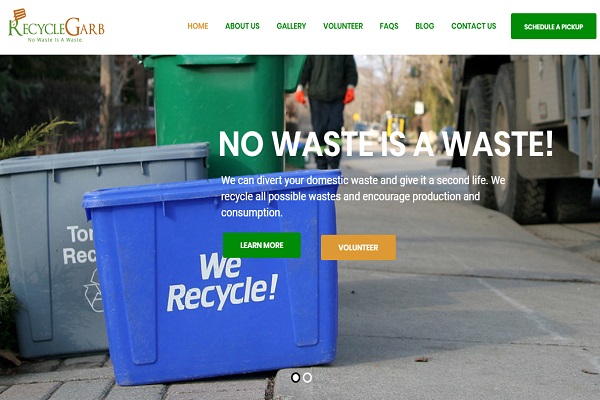 RecycleGarb
No Waste Is A Waste.
HOME ABOUT US GALLERY VOLUNTEER FAQS BLOG CONTACT US SCHEDULE A PICKUP
NO WASTE IS A WASTE!
We can divert your domestic waste and give it a second life. We
recycle all possible wastes and encourage production and
consumption.
LEARN MORE VOLUNTEER
We
Recycle!